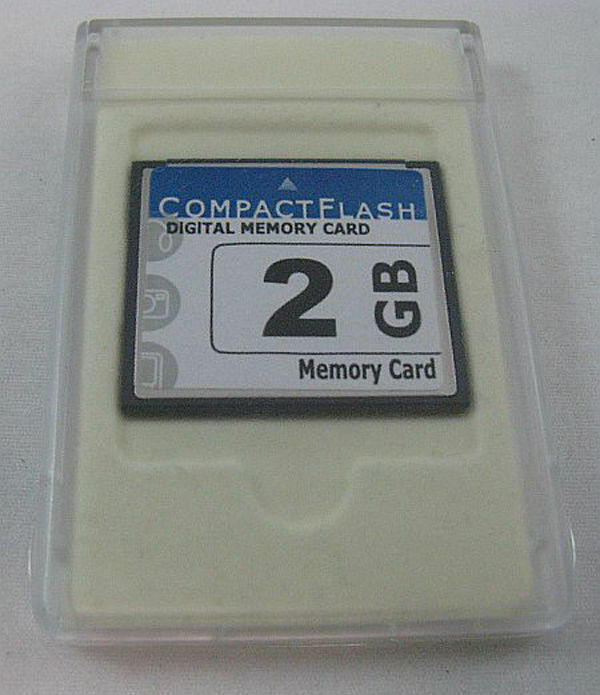 COMPACTFLASH
DIGITAL MEMORY CARD
2 GB
Memory Card